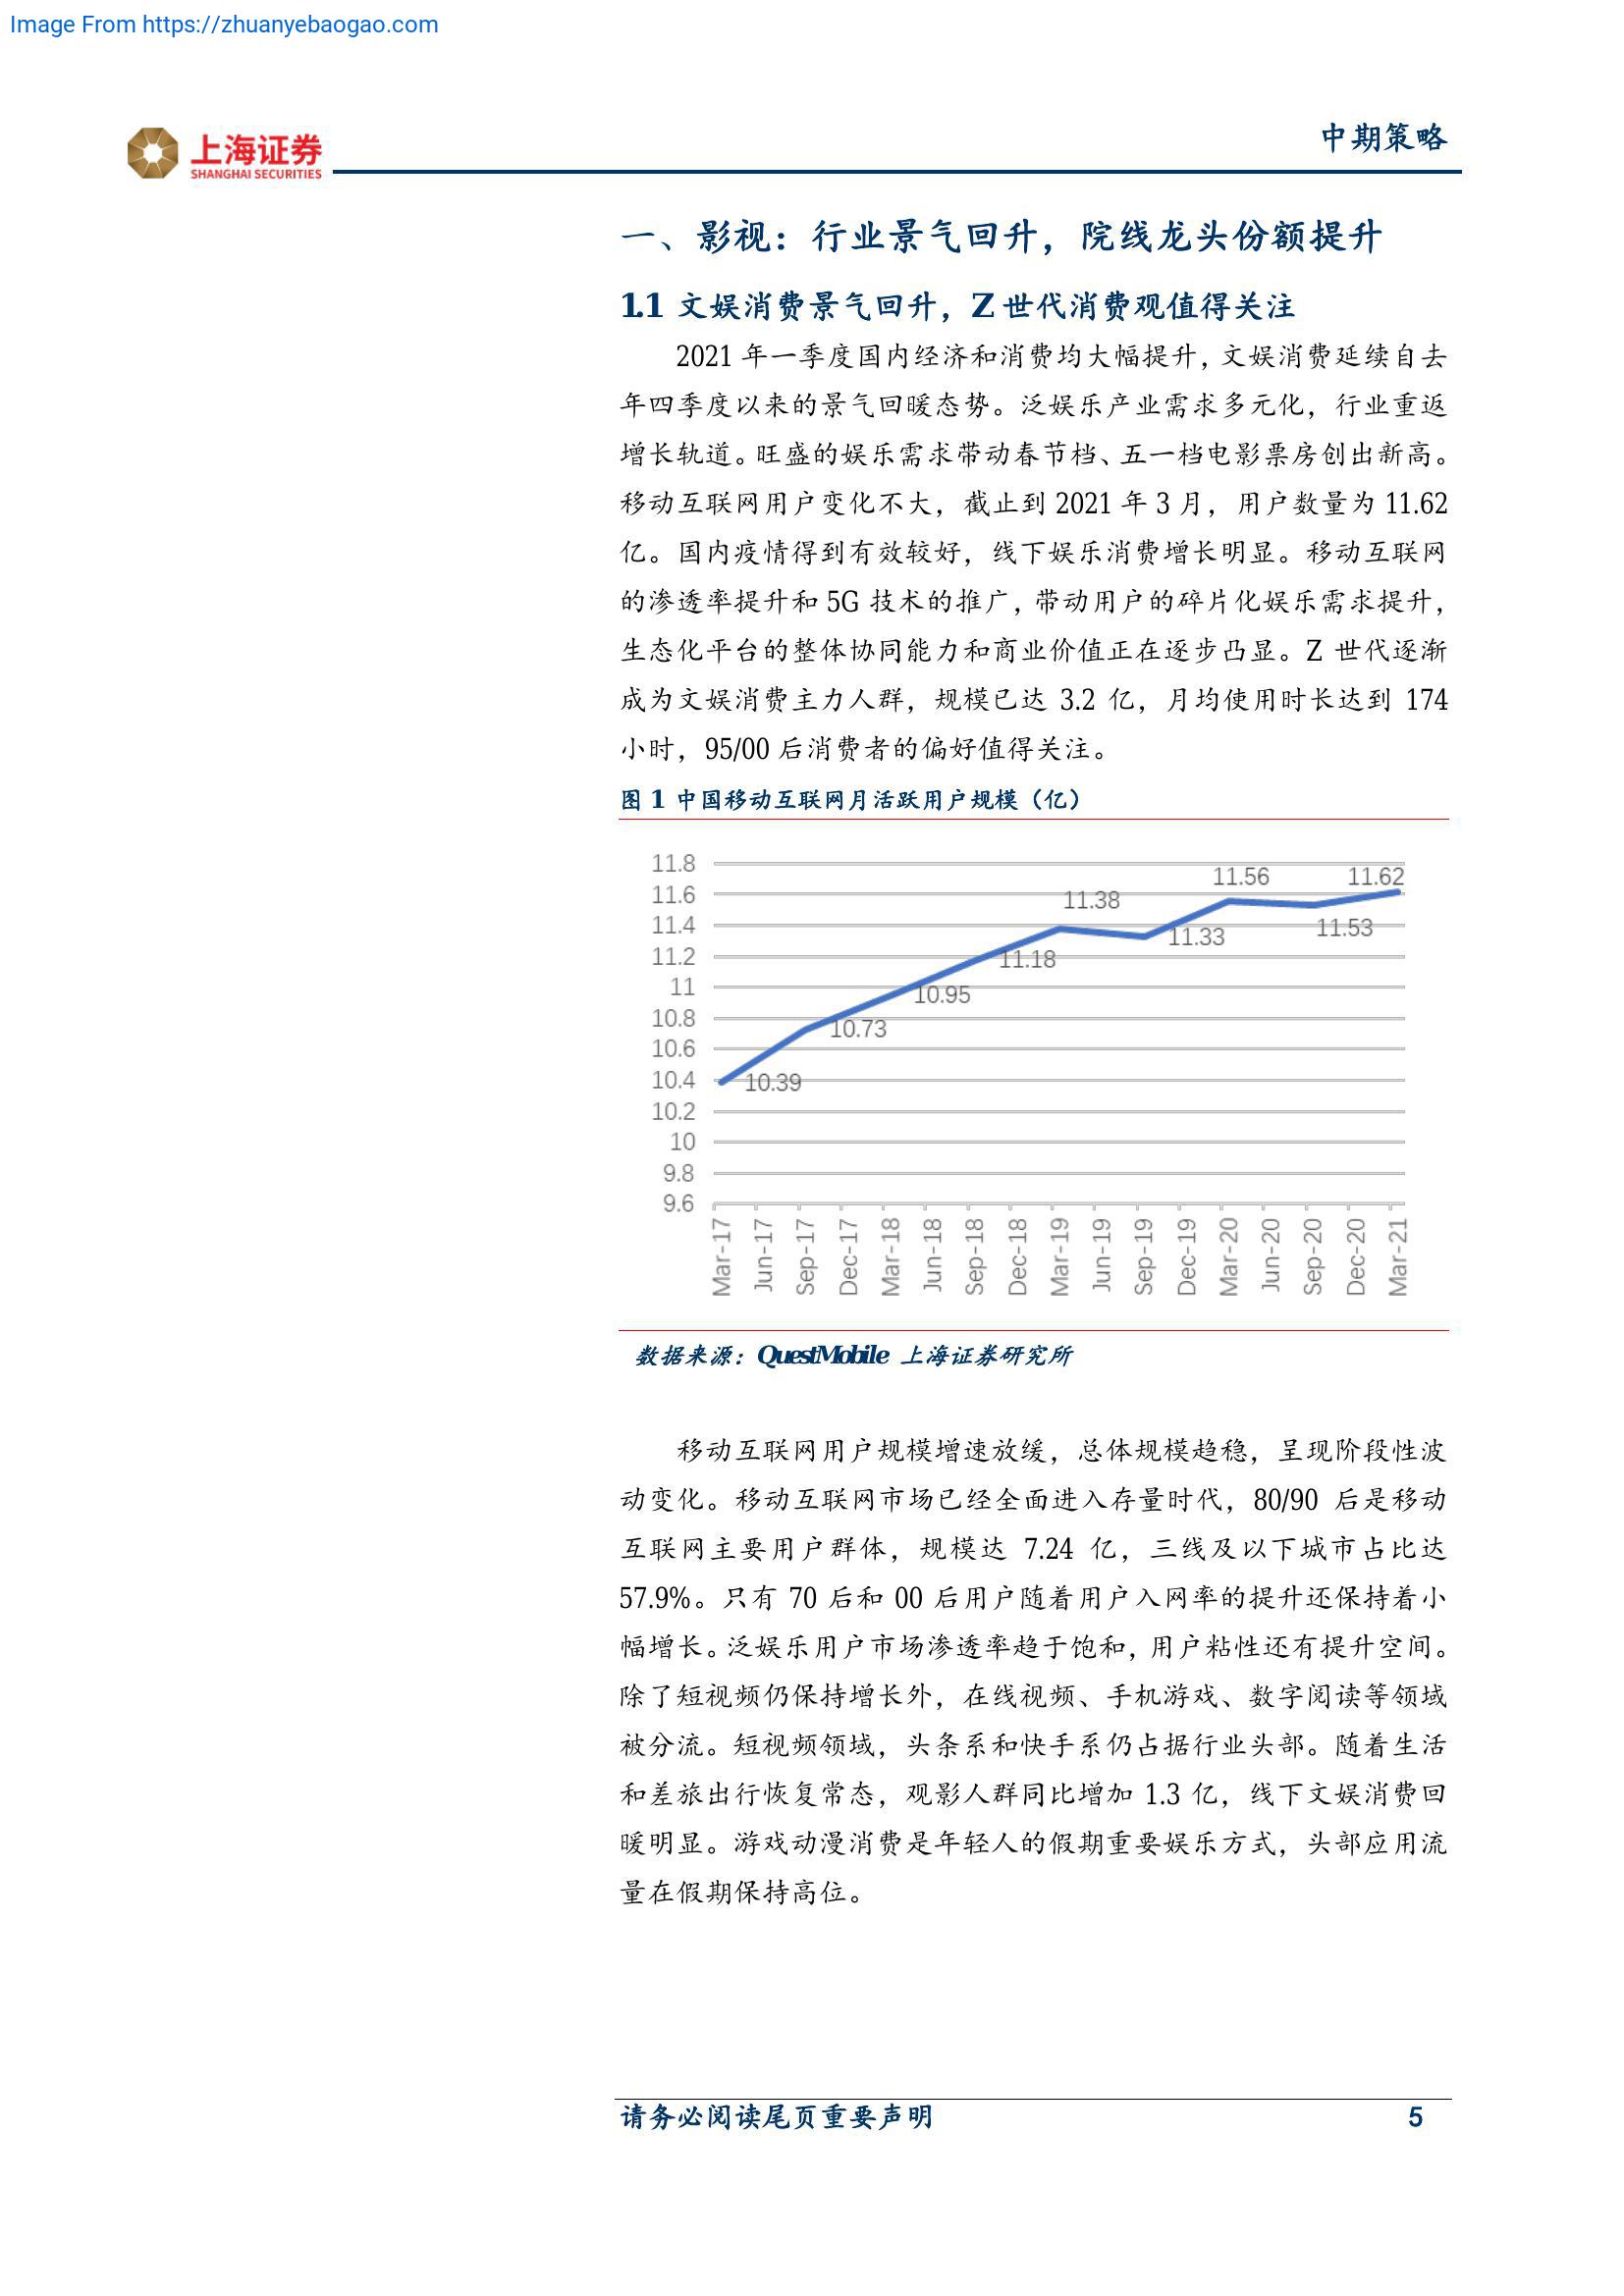 Image From https://zhuanyebaogao.com
上海证券
SHANGHAI SECURITIES
中期策略
一、影视：行业景气回升，院线龙头份额提升
1.1 文娱消费景气回升，Z 世代消费观值得关注
2021 年一季度国内经济和消费均大幅提升，文娱消费延续自去
年四季度以来的景气回暖态势。泛娱乐产业需求多元化，行业重返
增长轨道。旺盛的娱乐需求带动春节档、五一档电影票房创出新高。
移动互联网用户变化不大，截止到 2021 年 3 月，用户数量为 11.62
亿。国内疫情得到有效较好，线下娱乐消费增长明显。移动互联网
的渗透率提升和 5G 技术的推广，带动用户的碎片化娱乐需求提升，
生态化平台的整体协同能力和商业价值正在逐步凸显。Z 世代逐渐
成为文娱消费主力人群，规模已达 3.2 亿，月均使用时长达到 174
小时，95/00 后消费者的偏好值得关注。
图 1 中国移动互联网月活跃用户规模（亿）
11.8
11.6
11.4
11.2
11
10.8
10.6
10.4
10.2
10
9.8
9.6
10.39
10.73
10.95
11.18
11.38
11.33
11.56
11.53
11.62
Mar-17
Jun-17
Sep-17
Dec-17
Mar-18
Jun-18
Sep-18
Dec-18
Mar-19
Jun-19
Sep-19
Dec-19
Mar-20
Jun-20
Sep-20
Dec-20
Mar-21
数据来源：QuestMobile 上海证券研究所
移动互联网用户规模增速放缓，总体规模趋稳，呈现阶段性波
动变化。移动互联网市场已经全面进入存量时代，80/90 后是移动
互联网主要用户群体，规模达 7.24 亿，三线及以下城市占比达
57.9%。只有 70 后和 00 后用户随着用户入网率的提升还保持着小
幅增长。泛娱乐用户市场渗透率趋于饱和，用户粘性还有提升空间。
除了短视频仍保持增长外，在线视频、手机游戏、数字阅读等领域
被分流。短视频领域，头条系和快手系仍占据行业头部。随着生活
和差旅出行恢复常态，观影人群同比增加 1.3 亿，线下文娱消费回
暖明显。游戏动漫消费是年轻人的假期重要娱乐方式，头部应用流
量在假期保持高位。
请务必阅读尾页重要声明
5